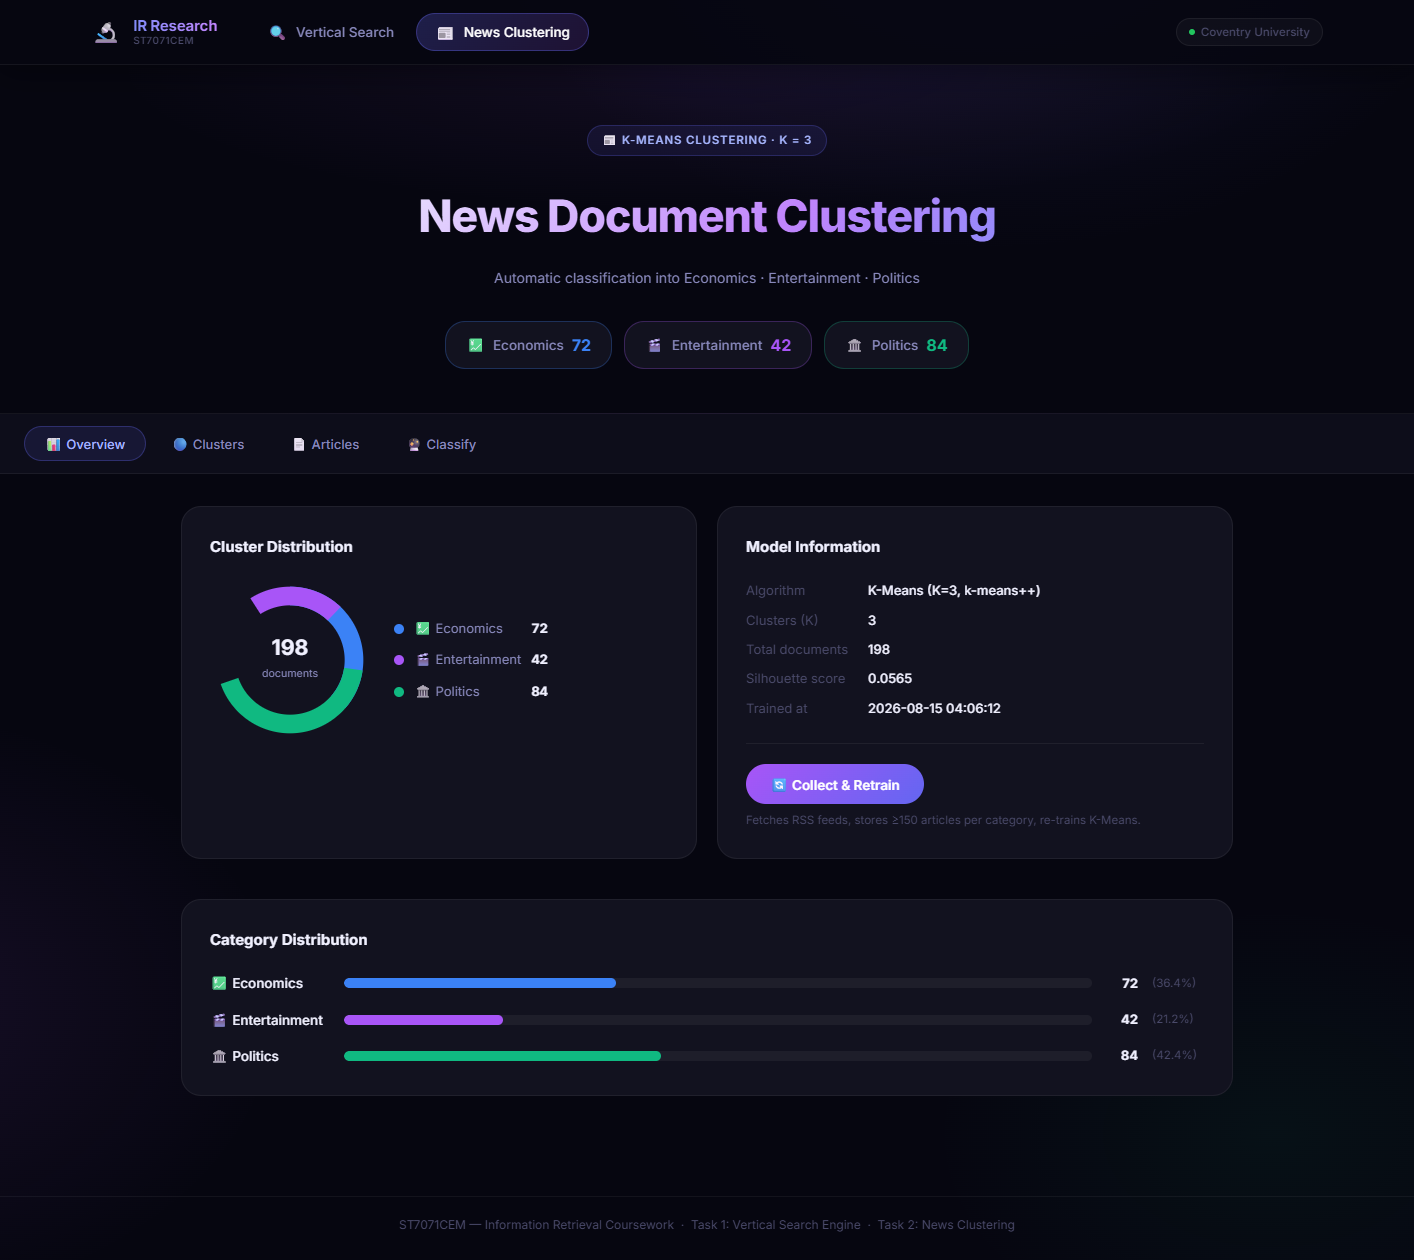 IR Research
ST7071CEM
Vertical Search
News Clustering
Coventry University
K-MEANS CLUSTERING · K = 3
News Document Clustering
Automatic classification into Economics · Entertainment · Politics
Economics 72
Entertainment 42
Politics 84
Overview
Clusters
Articles
Classify
Cluster Distribution
198
documents
Economics 72
Entertainment 42
Politics 84
Model Information
Algorithm K-Means (K=3, k-means++)
Clusters (K) 3
Total documents 198
Silhouette score 0.0565
Trained at 2026-08-15 04:06:12
Collect & Retrain
Fetches RSS feeds, stores ≥150 articles per category, re-trains K-Means.
Category Distribution
Economics 72 (36.4%)
Entertainment 42 (21.2%)
Politics 84 (42.4%)
ST7071CEM — Information Retrieval Coursework · Task 1: Vertical Search Engine · Task 2: News Clustering